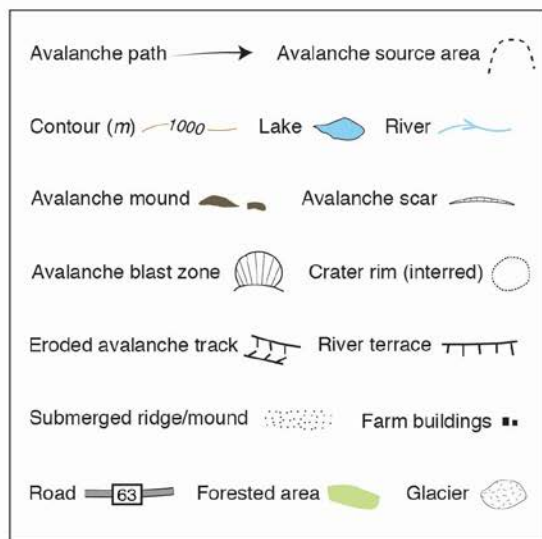 Avalanche path Avalanche source area
Contour (m) 1000 Lake River
Avalanche mound Avalanche scar
Avalanche blast zone Crater rim (interred)
Eroded avalanche track River terrace
Submerged ridge/mound Farm buildings
Road 63 Forested area Glacier